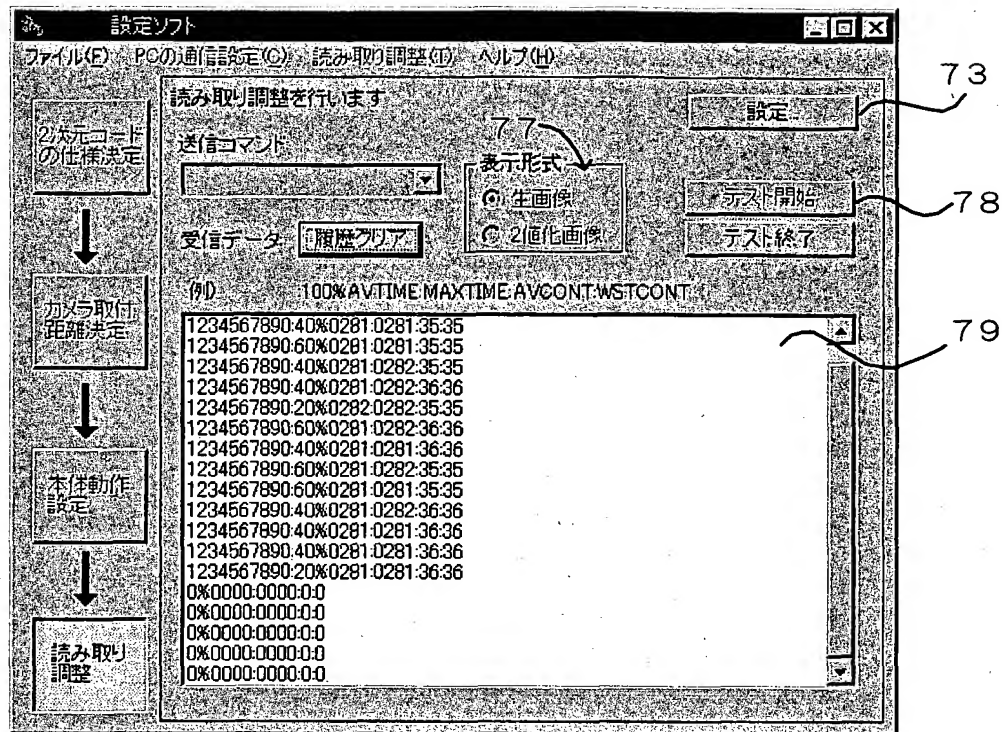 設定ソフト
ファイル(F) PCの通信設定(C) 読み取り調整(T) ヘルプ(H)
読み取り調整を行います
設定
73
2次元コード
の仕様決定
送信コマンド
77
表示形式
生画像
2値化画像
テスト開始
78
テスト終了
受信データ
履歴クリア
(例) 100%AVTIME:MAXTIME:AVCONT:WSTCONT
カメラ取付
距離決定
本体動作
設定
読み取り
調整
79
1234567890:40%0281:0281:35:35
1234567890:60%0281:0281:35:35
1234567890:40%0281:0282:35:35
1234567890:40%0281:0282:36:36
1234567890:20%0282:0282:35:35
1234567890:60%0281:0282:36:36
1234567890:40%0281:0281:36:36
1234567890:60%0281:0282:35:35
1234567890:60%0281:0281:35:35
1234567890:40%0281:0282:36:36
1234567890:40%0281:0281:36:36
1234567890:40%0281:0281:36:36
1234567890:20%0281:0281:36:36
0%0000:0000:0:0
0%0000:0000:0:0
0%0000:0000:0:0
0%0000:0000:0:0
0%0000:0000:0:0